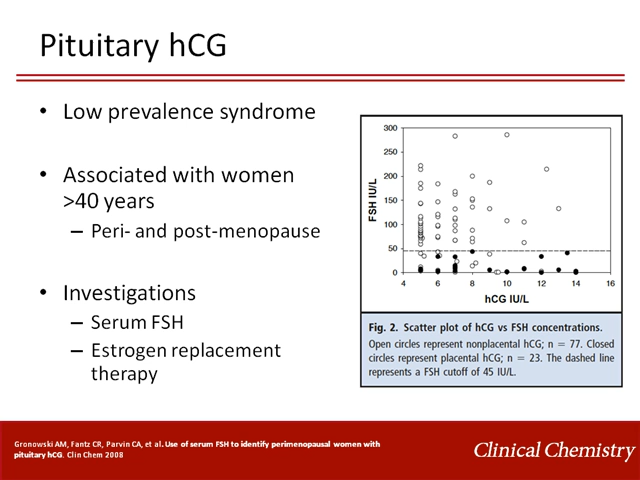 Pituitary hCG
• Low prevalence syndrome
• Associated with women
>40 years
– Peri- and post-menopause
• Investigations
– Serum FSH
– Estrogen replacement
therapy
300
250
200
150
100
50
0
FSH IU/L
4 6 8 10 12 14 16
hCG IU/L
Fig. 2. Scatter plot of hCG vs FSH concentrations.
Open circles represent nonplacental hCG; n = 77. Closed
circles represent placental hCG; n = 23. The dashed line
represents a FSH cutoff of 45 IU/L.
Gronowski AM, Fantz CR, Parvin CA, et al. Use of serum FSH to identify perimenopausal women with
pituitary hCG. Clin Chem 2008
Clinical Chemistry